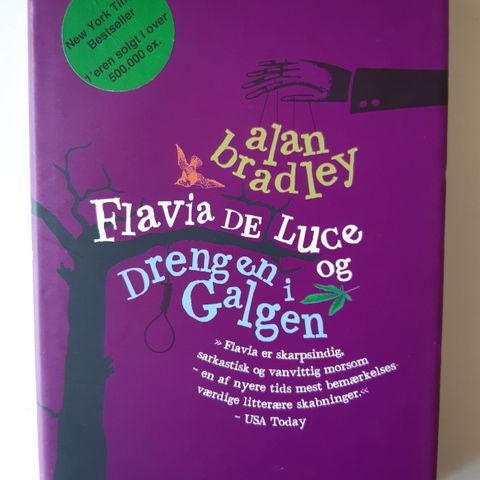 New York Times
Bestseller
1'eren solgt i over
500.000 ex.
alan
bradley
Flavia DE Luce
og
Drengen i
Galgen
» Flavia er skarpsindig,
sarkastisk og vanvittig morsom
– en af nyere tids mest bemærkelses-
værdige litterære skabninger.«
– USA Today